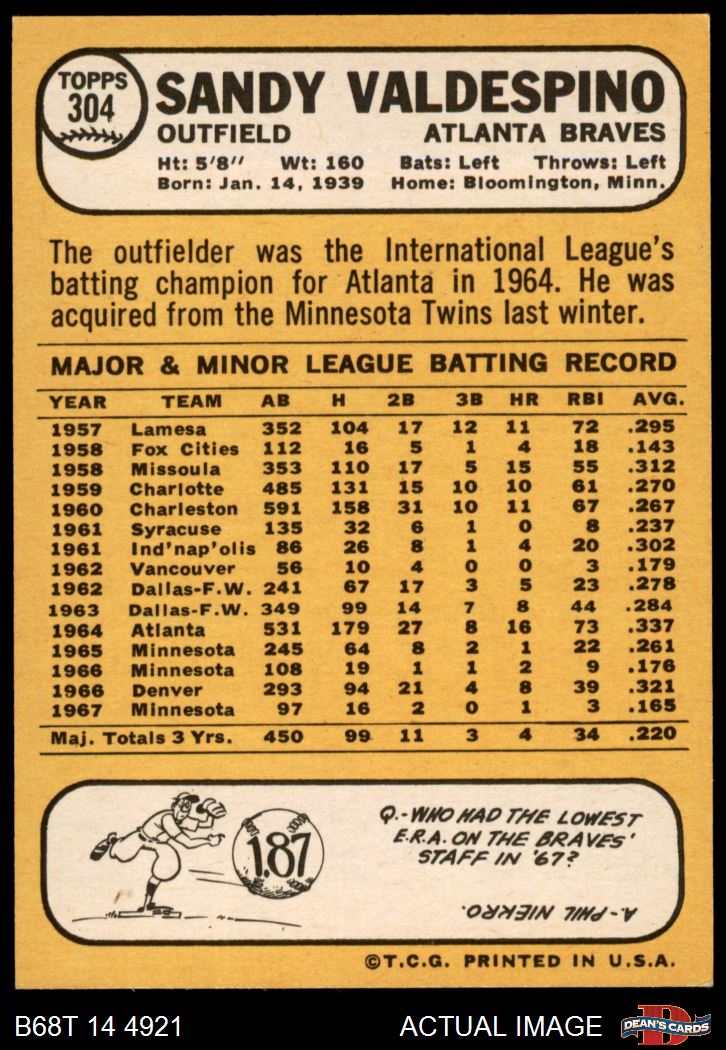 TOPPS
304
SANDY VALDESPINO
OUTFIELD ATLANTA BRAVES
Ht: 5'8" Wt: 160 Bats: Left Throws: Left
Born: Jan. 14, 1939 Home: Bloomington, Minn.
The outfielder was the International League's
batting champion for Atlanta in 1964. He was
acquired from the Minnesota Twins last winter.
MAJOR & MINOR LEAGUE BATTING RECORD
YEAR TEAM AB H 2B 3B HR RBI AVG.
1957 Lamesa 352 104 17 12 11 72 .295
1958 Fox Cities 112 16 5 1 4 18 .143
1958 Missoula 353 110 17 5 15 55 .312
1959 Charlotte 485 131 15 10 10 61 .270
1960 Charleston 591 158 31 10 11 67 .267
1961 Syracuse 135 32 6 1 0 8 .237
1961 Ind'nap'olis 86 26 8 1 4 20 .302
1962 Vancouver 56 10 4 0 0 3 .179
1962 Dallas-F.W. 241 67 17 3 5 23 .278
1963 Dallas-F.W. 349 99 14 7 8 44 .284
1964 Atlanta 531 179 27 8 16 73 .337
1965 Minnesota 245 64 8 2 1 22 .261
1966 Minnesota 108 19 1 1 2 9 .176
1966 Denver 293 94 21 4 8 39 .321
1967 Minnesota 97 16 2 0 1 3 .165
Maj. Totals 3 Yrs. 450 99 11 3 4 34 .220
1.87
Q.-WHO HAD THE LOWEST
E.R.A. ON THE BRAVES'
STAFF IN '67?
A.-PHIL NIEKRO.
©T.C.G. PRINTED IN U.S.A.
B68T 14 4921 ACTUAL IMAGE
D
DEAN'S CARDS